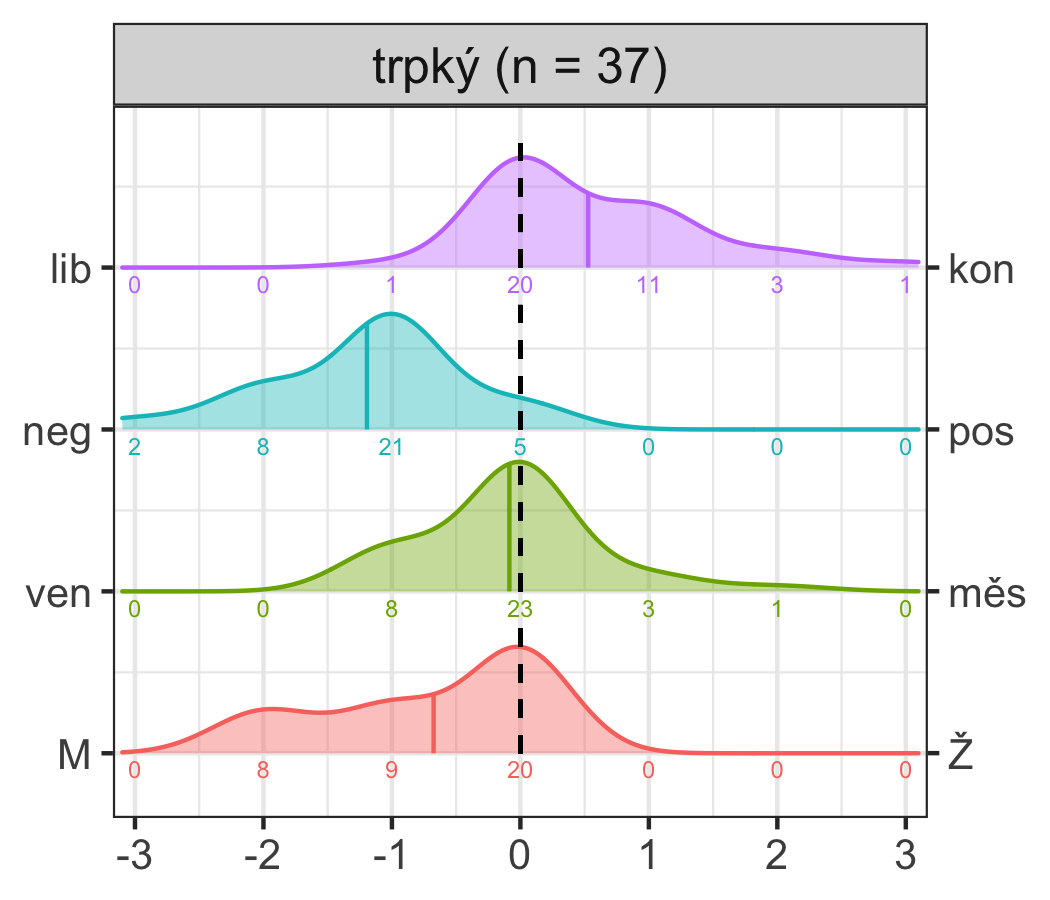 trpký (n = 37)
lib kon
0 0 1 20 11 3 1
neg pos
2 8 21 5 0 0 0
ven měs
0 0 8 23 3 1 0
M Ž
0 8 9 20 0 0 0
-3 -2 -1 0 1 2 3